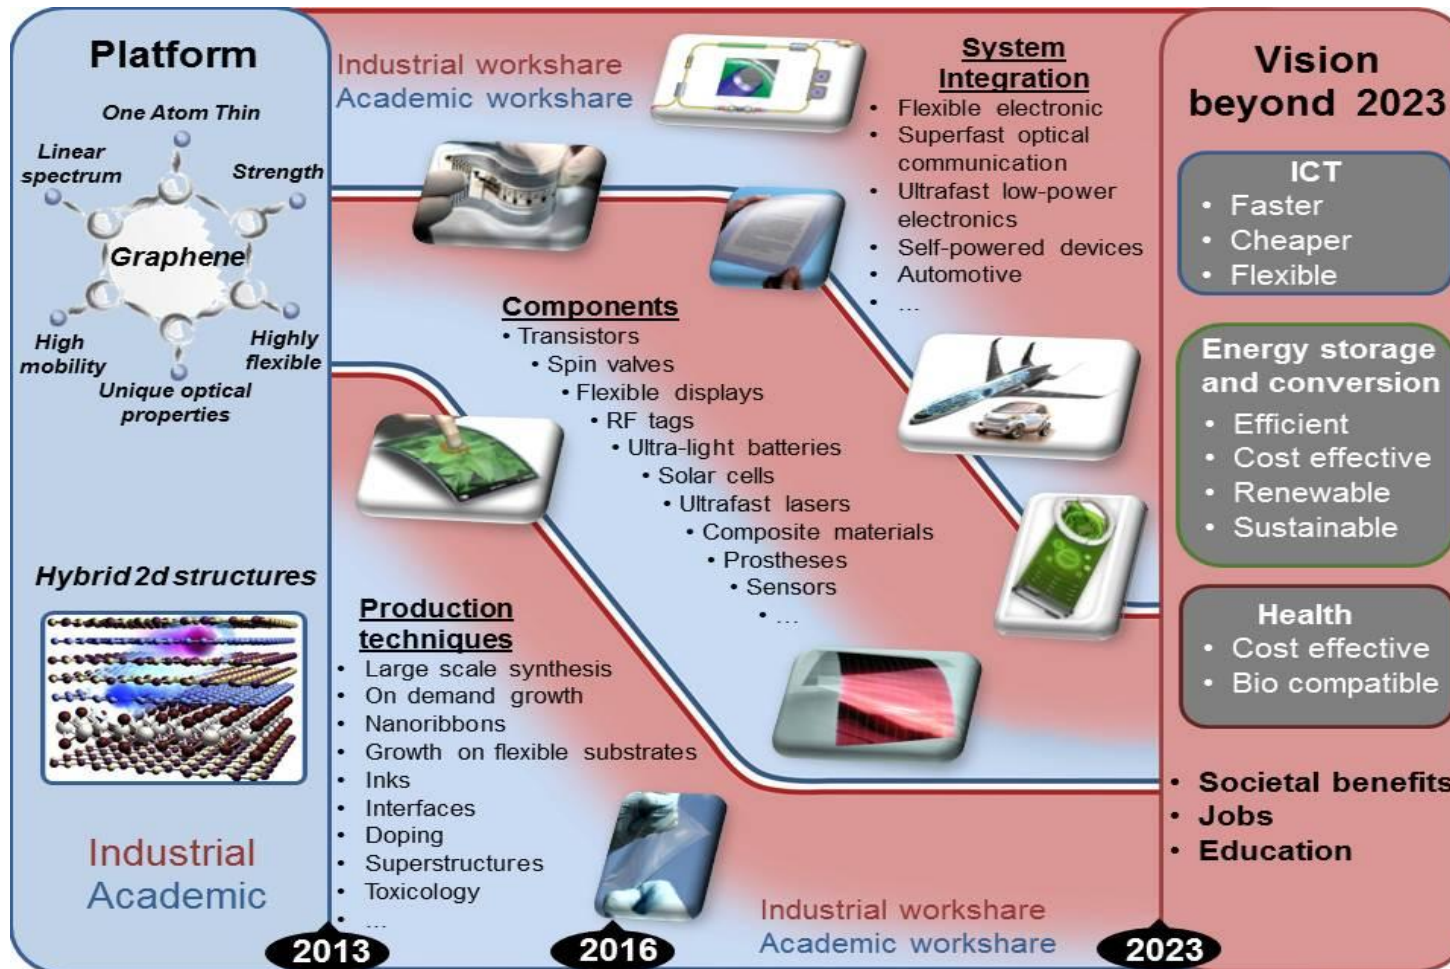 Platform
One Atom Thin
Linear
spectrum
Strength
Graphene
High
mobility
Highly
flexible
Unique optical
properties
Hybrid 2d structures
Industrial
Academic
Industrial workshare
Academic workshare
System
Integration
• Flexible electronic
• Superfast optical
communication
• Ultrafast low-power
electronics
• Self-powered devices
• Automotive
• ...
Components
• Transistors
• Spin valves
• Flexible displays
• RF tags
• Ultra-light batteries
• Solar cells
• Ultrafast lasers
• Composite materials
• Prostheses
• Sensors
• ...
Production
techniques
• Large scale synthesis
• On demand growth
• Nanoribbons
• Growth on flexible substrates
• Inks
• Interfaces
• Doping
• Superstructures
• Toxicology
• ...
Industrial workshare
Academic workshare
2013
2016
2023
Vision
beyond 2023
ICT
• Faster
• Cheaper
• Flexible
Energy storage
and conversion
• Efficient
• Cost effective
• Renewable
• Sustainable
Health
• Cost effective
• Bio compatible
• Societal benefits
• Jobs
• Education